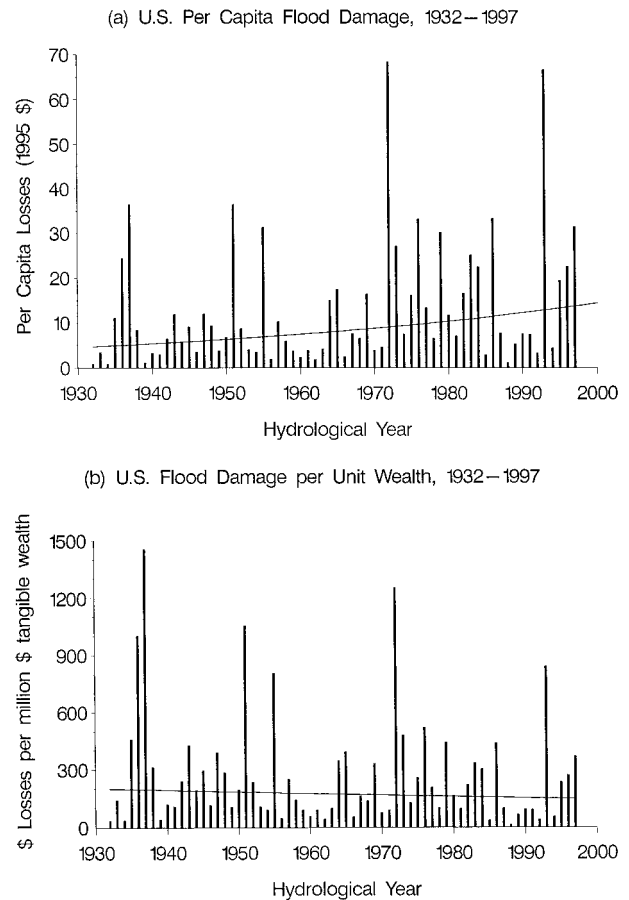 (a) U.S. Per Capita Flood Damage, 1932–1997
Per Capita Losses (1995 $)
70
60
50
40
30
20
10
0
1930 1940 1950 1960 1970 1980 1990 2000
Hydrological Year
(b) U.S. Flood Damage per Unit Wealth, 1932–1997
$ Losses per million $ tangible wealth
1500
1200
900
600
300
0
1930 1940 1950 1960 1970 1980 1990 2000
Hydrological Year